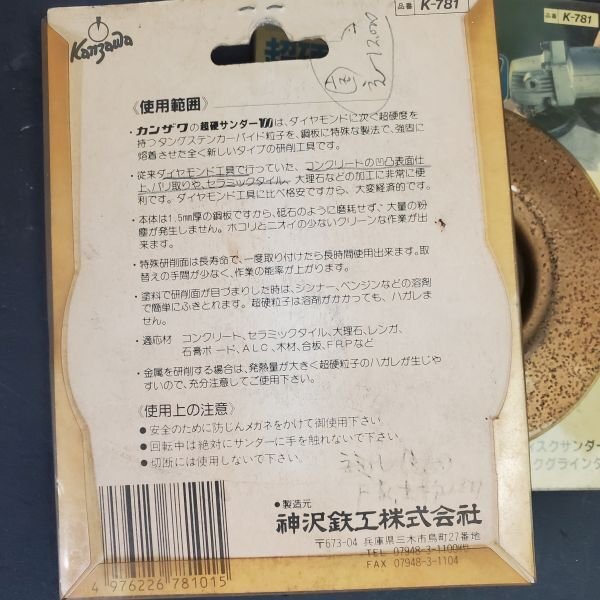 品番 K-781
品番 K-781
Kanzawa
超硬
《使用範囲》
・カンザワの超硬サンダーは、ダイヤモンドに次ぐ超硬度を
持つタングステンカーバイド粒子を、鋼板に特殊な製法で、強固に
熔着させた全く新しいタイプの研削工具です。
・従来ダイヤモンド工具で行っていた、コンクリートの凹凸表面仕
上、バリ取りや、セラミックタイル、大理石などの加工に非常に便
利です。ダイヤモンド工具に比べ格安ですから、大変経済的です。
・本体は1.5mm厚の鋼板ですから、砥石のように磨耗せず、大量の粉
塵が発生しません。ホコリとニオイの少ないクリーンな作業が出
来ます。
・特殊研削面は長寿命で、一度取り付けたら長時間使用出来ます。取
替えの手間が少なく、作業の能率が上がります。
・塗料で研削面が目づまりした時は、シンナー、ベンジンなどの溶剤
で簡単にふきとれます。超硬粒子は溶剤がかかっても、ハガレま
せん。
・適応材 コンクリート、セラミックタイル、大理石、レンガ、
石膏ボード、ALC、木材、合板、F.R.Pなど
・金属を研削する場合は、発熱量が大きく超硬粒子のハガレが生じや
すいので、充分注意してご使用下さい。
《使用上の注意》
●安全のために防じんメガネをかけて御使用下さい。
●回転中は絶対にサンダーに手を触れないで下さい。
●切断には使用しないで下さい。
ィスクサンダー
●製造元
神沢鉄工株式会社
〒673-04 兵庫県三木市鳥町27番地
TEL 07948-3-1100㈹
FAX 07948-3-1104
4 976226 781015